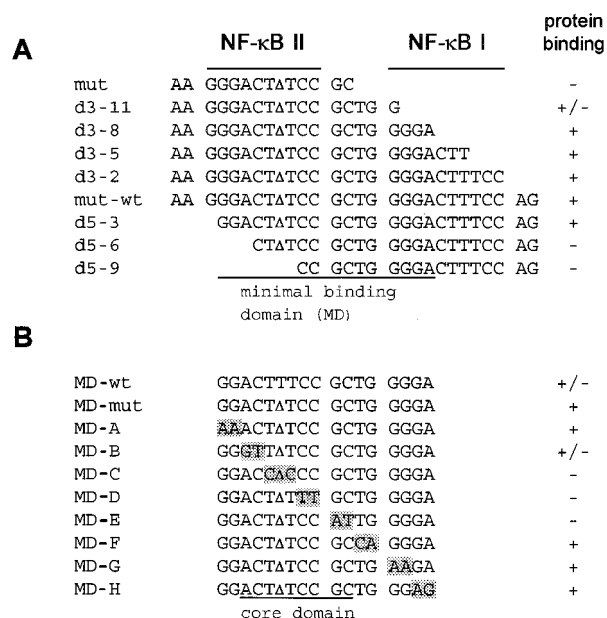 protein
NF-κB II NF-κB I binding
A
mut AA GGGACTΔTCC GC -
d3-11 AA GGGACTΔTCC GCTG G +/-
d3-8 AA GGGACTΔTCC GCTG GGGA +
d3-5 AA GGGACTΔTCC GCTG GGGACTT +
d3-2 AA GGGACTΔTCC GCTG GGGACTTTCC +
mut-wt AA GGGACTΔTCC GCTG GGGACTTTCC AG +
d5-3 GGACTΔTCC GCTG GGGACTTTCC AG +
d5-6 CTΔTCC GCTG GGGACTTTCC AG -
d5-9 CC GCTG GGGACTTTCC AG -
minimal binding
domain (MD)
B
MD-wt GGACTTTCC GCTG GGGA +/-
MD-mut GGACTΔTCC GCTG GGGA +
MD-A AAACTΔTCC GCTG GGGA +
MD-B GGGTTΔTCC GCTG GGGA +/-
MD-C GGACCΔCCC GCTG GGGA -
MD-D GGACTΔTTT GCTG GGGA -
MD-E GGACTΔTCC ATTG GGGA -
MD-F GGACTΔTCC GCCA GGGA +
MD-G GGACTΔTCC GCTG AAGA +
MD-H GGACTΔTCC GCTG GGAG +
core domain